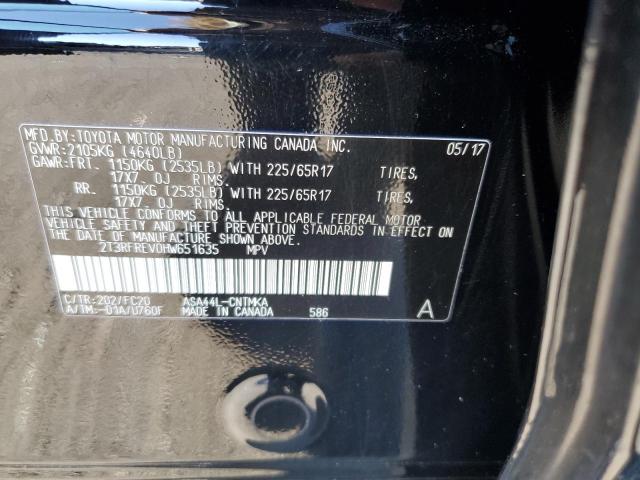 MFD.BY:TOYOTA MOTOR MANUFACTURING CANADA INC. 05/17
GVWR:2105KG (4640LB)
GAWR:FRT. 1150KG (2535LB) WITH 225/65R17 TIRES,
17X7.0J RIMS,
RR. 1150KG (2535LB) WITH 225/65R17 TIRES,
17X7.0J RIMS,
THIS VEHICLE CONFORMS TO ALL APPLICABLE FEDERAL MOTOR
VEHICLE SAFETY AND THEFT PREVENTION STANDARDS IN EFFECT ON THE DATE
OF MANUFACTURE SHOWN ABOVE.
2T3RFREV0HW651635 MPV
C/TR:202/FC20 ASA44L-CNTMKA
A/TM:-01A/U760F MADE IN CANADA 586 A